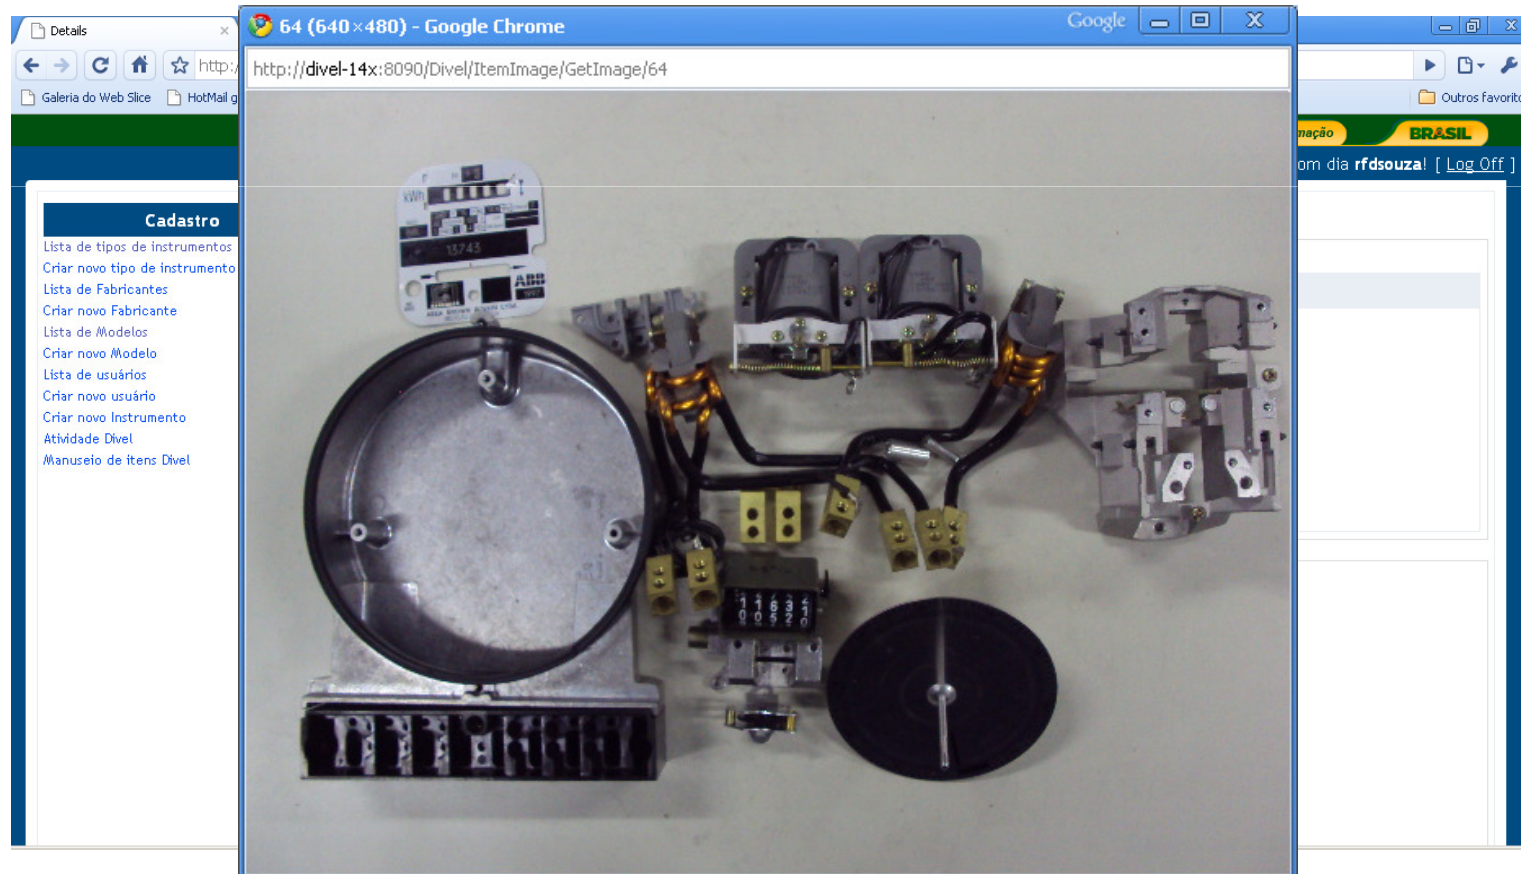 Details
64 (640×480) - Google Chrome
Google
http://divel-14x:8090/Divel/ItemImage/GetImage/64
http:/
Galeria do Web Slice
HotMail g
Outros favorito
mação
BRASIL
om dia rfdsouza! [ Log Off ]
Cadastro
Lista de tipos de instrumentos
Criar novo tipo de instrumento
Lista de Fabricantes
Criar novo Fabricante
Lista de Modelos
Criar novo Modelo
Lista de usuários
Criar novo usuário
Criar novo Instrumento
Atividade Divel
Manuseio de itens Divel
kWh
13743
ABB
1997